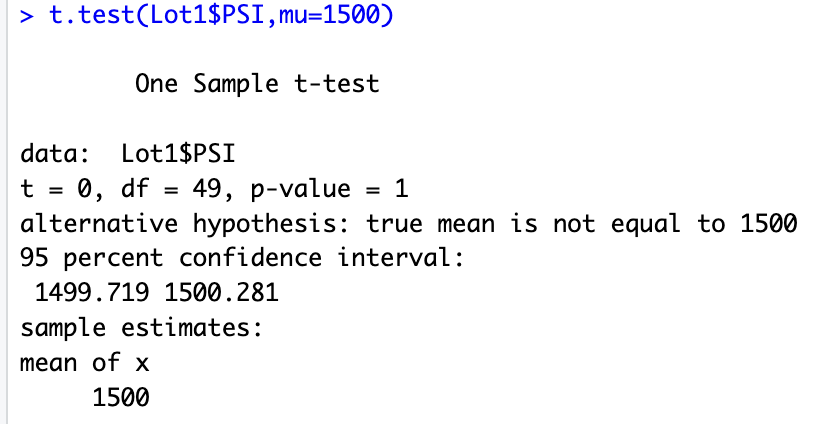 > t.test(Lot1$PSI,mu=1500)
One Sample t-test
data:  Lot1$PSI
t = 0, df = 49, p-value = 1
alternative hypothesis: true mean is not equal to 1500
95 percent confidence interval:
1499.719 1500.281
sample estimates:
mean of x
1500